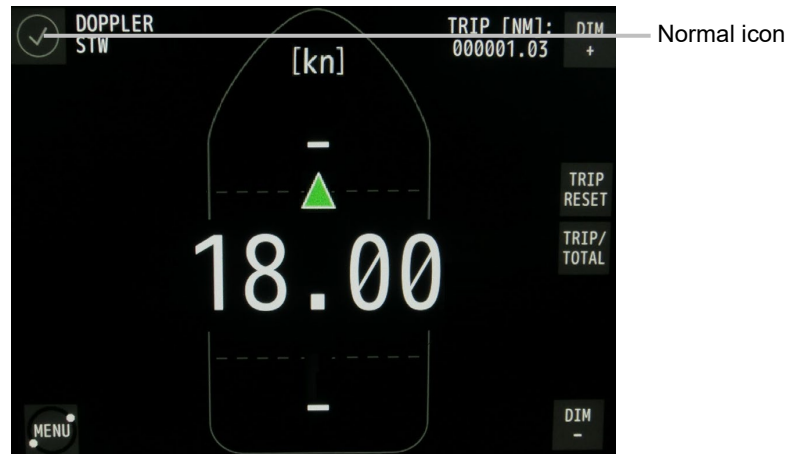 DOPPLER
STW
TRIP [NM]:
000001.03
DIM
+
Normal icon
[kn]
TRIP
RESET
18.00
TRIP/
TOTAL
MENU
DIM
-